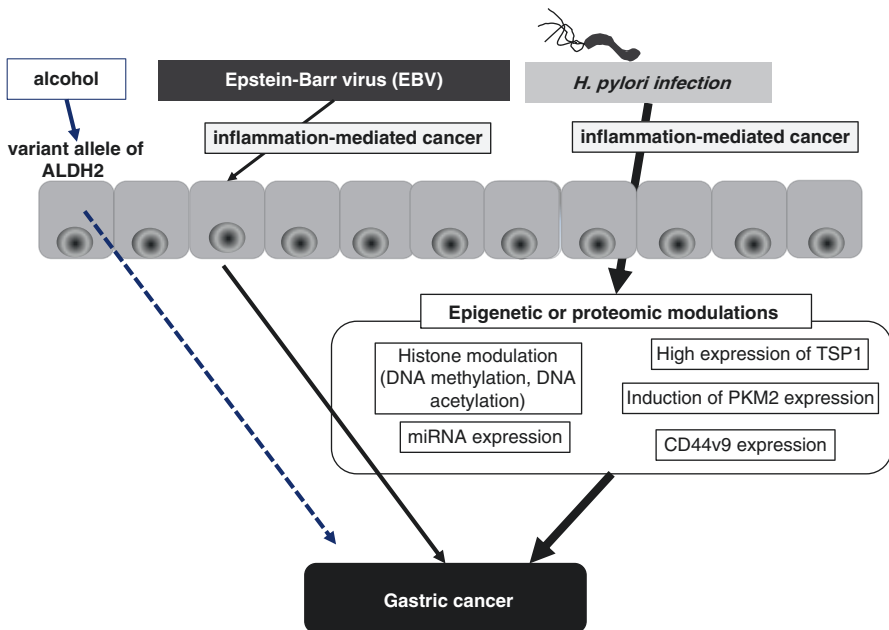 alcohol
Epstein-Barr virus (EBV)
H. pylori infection
variant allele of
ALDH2
inflammation-mediated cancer
inflammation-mediated cancer
Epigenetic or proteomic modulations
Histone modulation
(DNA methylation, DNA
acetylation)
miRNA expression
High expression of TSP1
Induction of PKM2 expression
CD44v9 expression
Gastric cancer